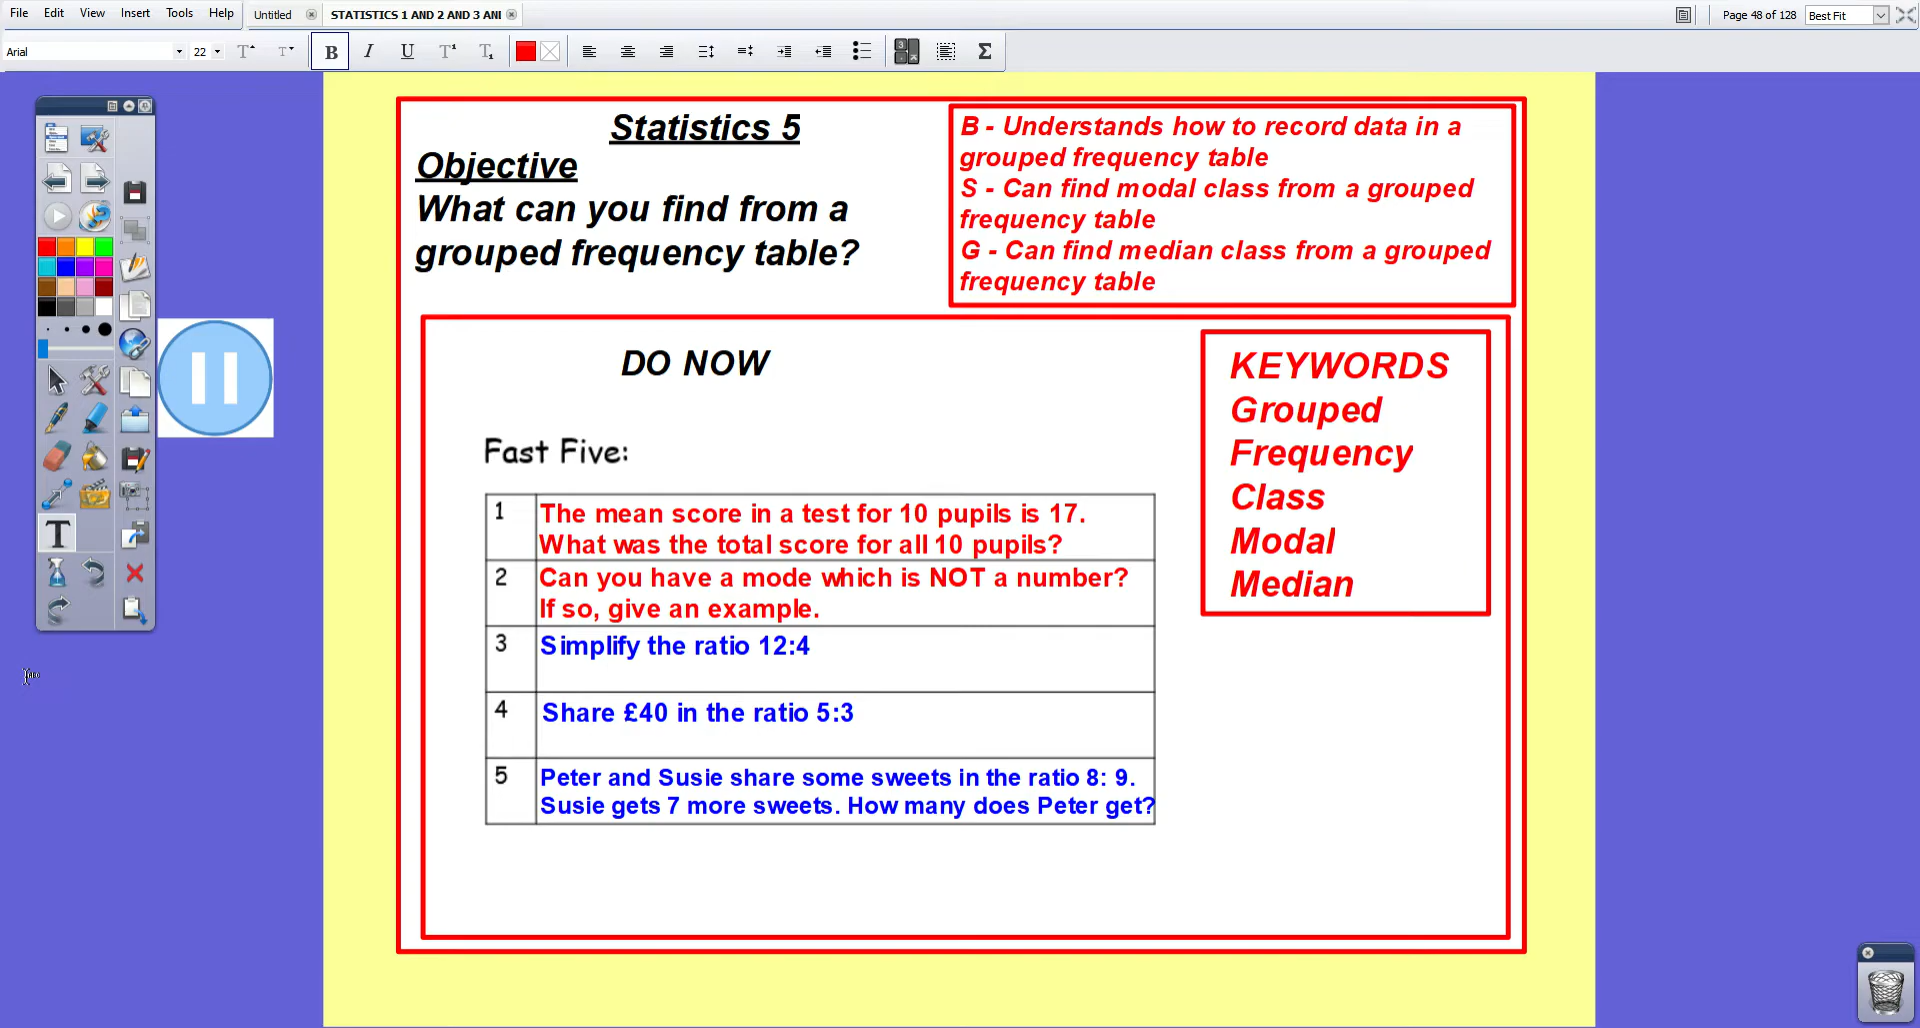 File Edit View Insert Tools Help
Untitled
STATISTICS 1 AND 2 AND 3 ANI
Page 48 of 128
Best Fit
Arial
22
B I U
Statistics 5
Objective
What can you find from a
grouped frequency table?
B - Understands how to record data in a
grouped frequency table
S - Can find modal class from a grouped
frequency table
G - Can find median class from a grouped
frequency table
DO NOW
Fast Five:
1 The mean score in a test for 10 pupils is 17.
What was the total score for all 10 pupils?
2 Can you have a mode which is NOT a number?
If so, give an example.
3 Simplify the ratio 12:4
4 Share £40 in the ratio 5:3
5 Peter and Susie share some sweets in the ratio 8: 9.
Susie gets 7 more sweets. How many does Peter get?
KEYWORDS
Grouped
Frequency
Class
Modal
Median